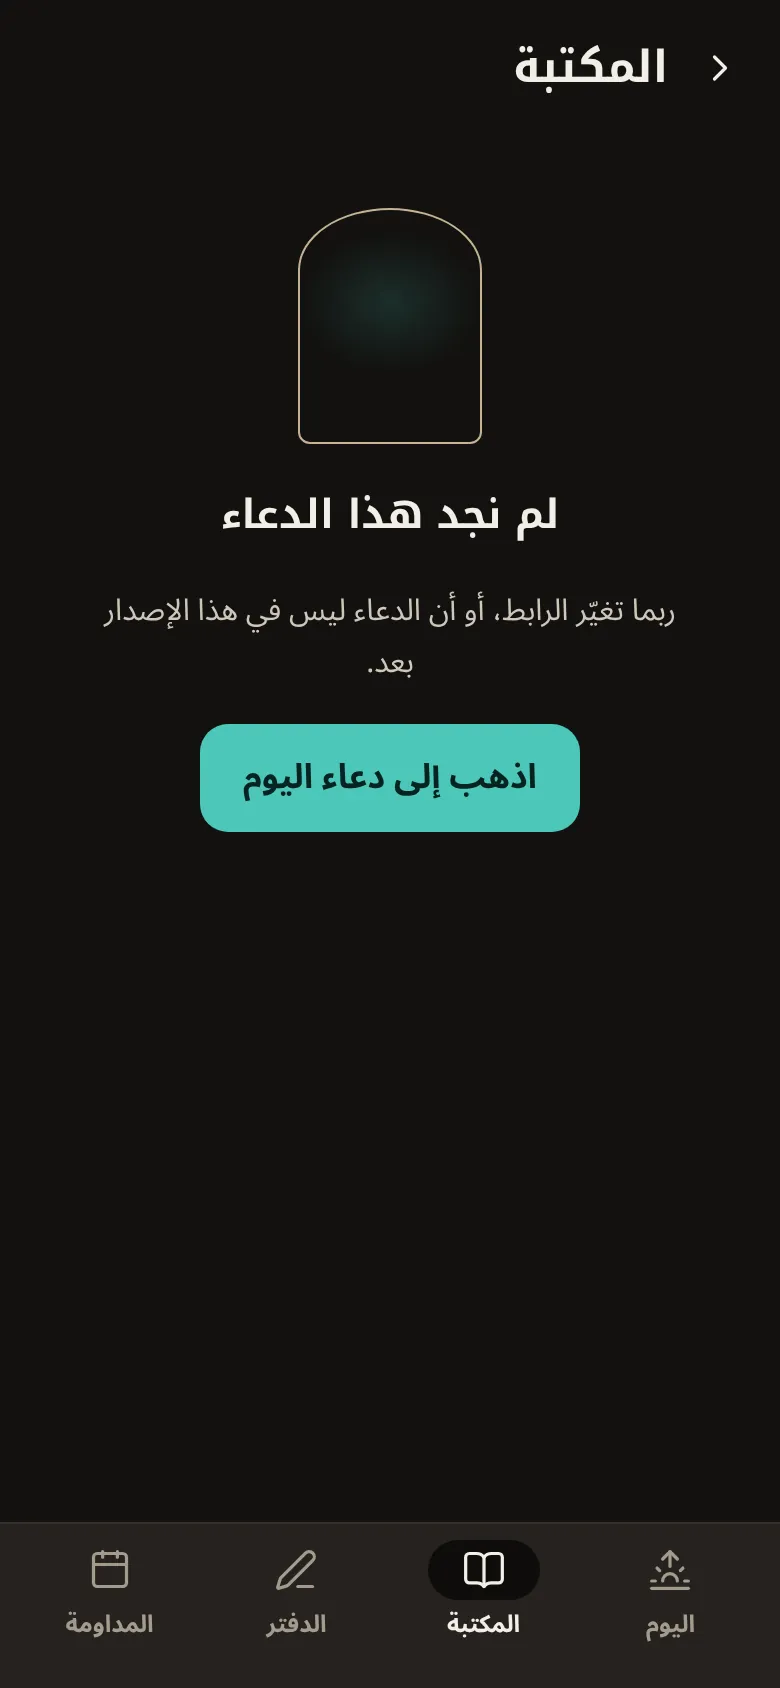 المكتبة
لم نجد هذا الدعاء
ربما تغيّر الرابط، أو أن الدعاء ليس في هذا الإصدار
بعد.
اذهب إلى دعاء اليوم
اليوم
المكتبة
الدفتر
المداومة